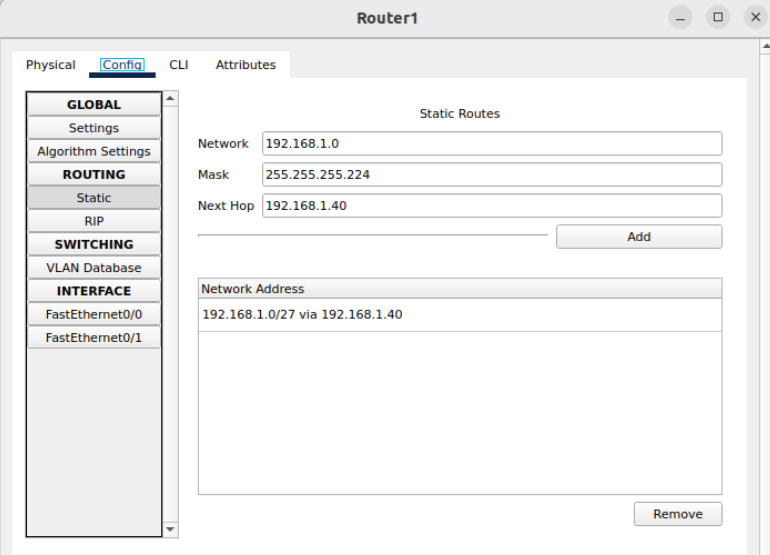 Router1
Physical Config CLI Attributes
GLOBAL
Settings
Algorithm Settings
ROUTING
Static
RIP
SWITCHING
VLAN Database
INTERFACE
FastEthernet0/0
FastEthernet0/1
Static Routes
Network 192.168.1.0
Mask 255.255.255.224
Next Hop 192.168.1.40
Add
Network Address
192.168.1.0/27 via 192.168.1.40
Remove